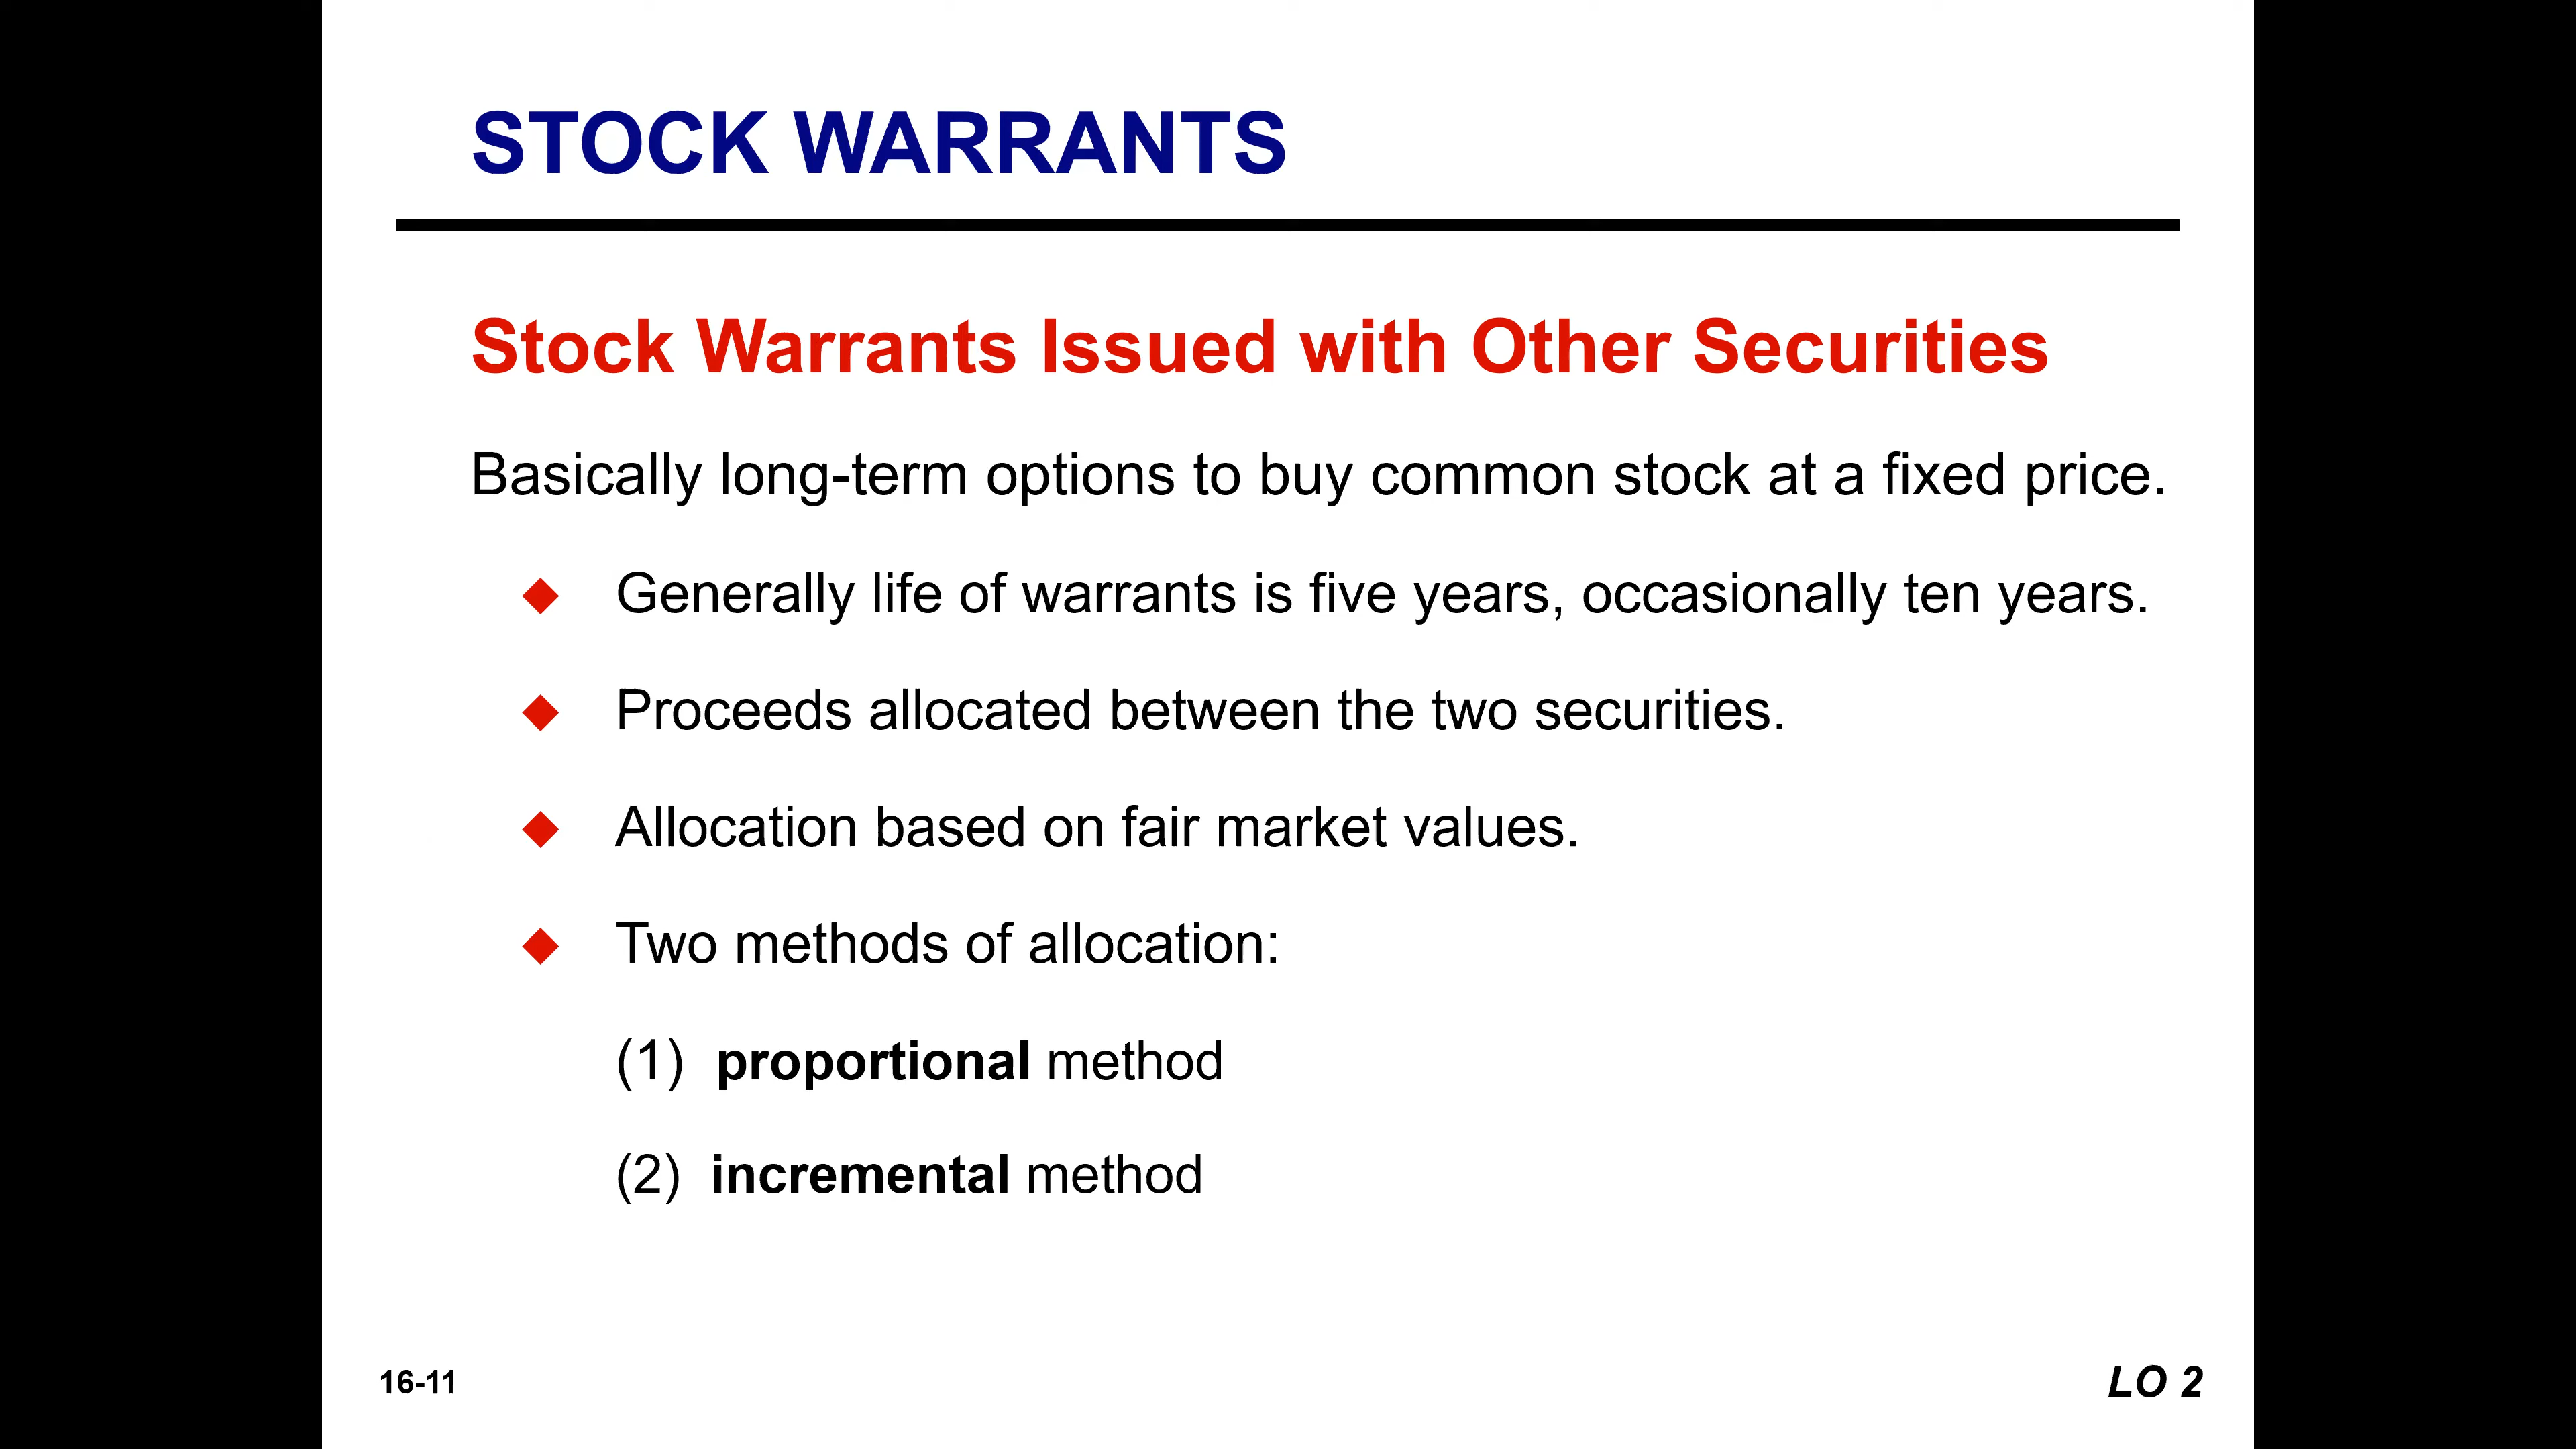 STOCK WARRANTS
Stock Warrants Issued with Other Securities
Basically long-term options to buy common stock at a fixed price.
Generally life of warrants is five years, occasionally ten years.
Proceeds allocated between the two securities.
Allocation based on fair market values.
Two methods of allocation:
(1) proportional method
(2) incremental method
16-11
LO 2